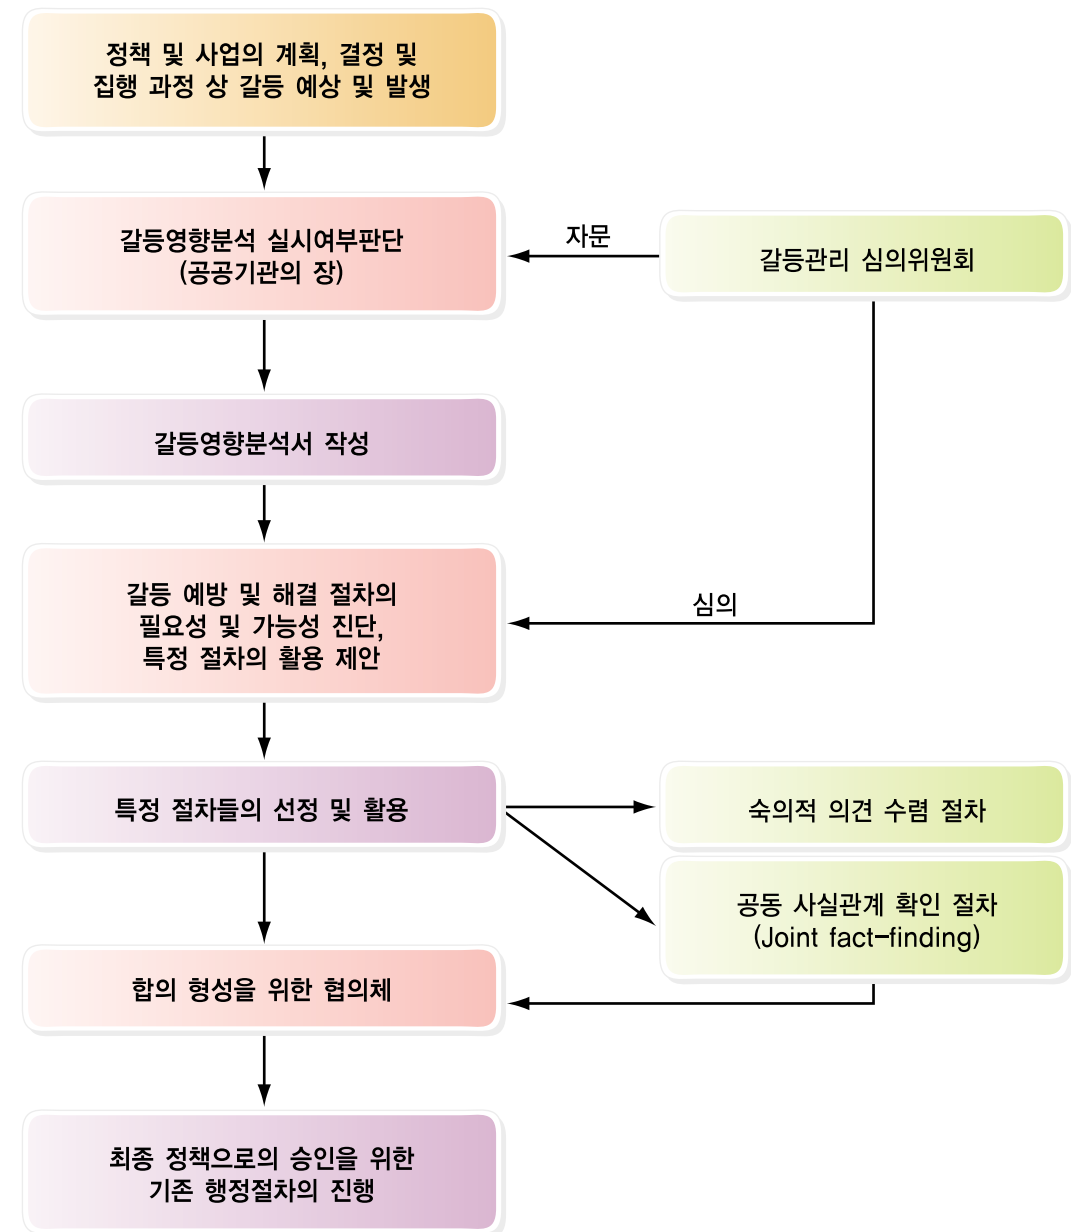 정책 및 사업의 계획, 결정 및
집행 과정 상 갈등 예상 및 발생
갈등영향분석 실시여부판단
(공공기관의 장)
자문
갈등관리 심의위원회
갈등영향분석서 작성
갈등 예방 및 해결 절차의
필요성 및 가능성 진단,
특정 절차의 활용 제안
심의
특정 절차들의 선정 및 활용
숙의적 의견 수렴 절차
공동 사실관계 확인 절차
(Joint fact-finding)
합의 형성을 위한 협의체
최종 정책으로의 승인을 위한
기존 행정절차의 진행